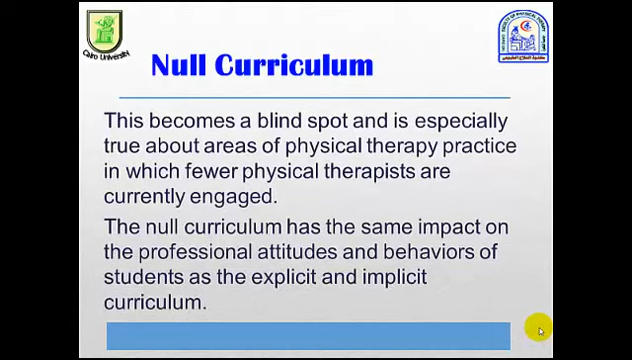 Cairo University
Null Curriculum
This becomes a blind spot and is especially
true about areas of physical therapy practice
in which fewer physical therapists are
currently engaged.
The null curriculum has the same impact on
the professional attitudes and behaviors of
students as the explicit and implicit
curriculum.